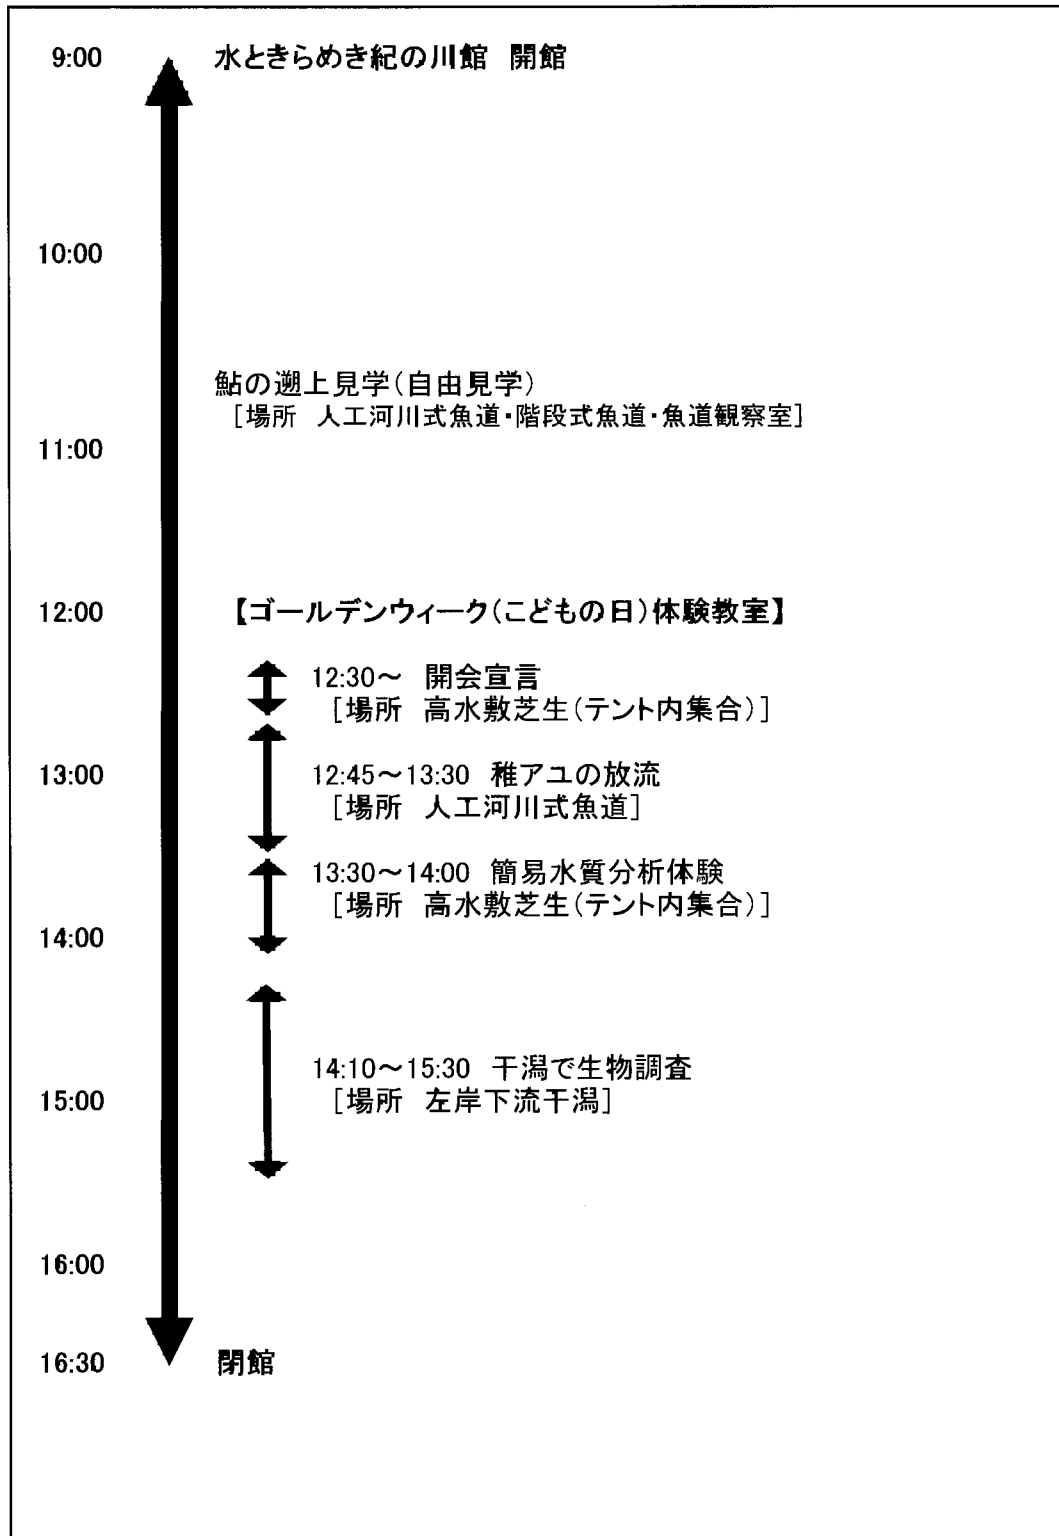 9:00 水ときらめき紀の川館 開館
10:00
鮎の遡上見学(自由見学)
[場所 人工河川式魚道・階段式魚道・魚道観察室]
11:00
12:00 【ゴールデンウィーク(こどもの日)体験教室】
12:30～ 開会宣言
[場所 高水敷芝生(テント内集合)]
13:00 12:45～13:30 稚アユの放流
[場所 人工河川式魚道]
13:30～14:00 簡易水質分析体験
[場所 高水敷芝生(テント内集合)]
14:00
14:10～15:30 干潟で生物調査
15:00 [場所 左岸下流干潟]
16:00
16:30 閉館